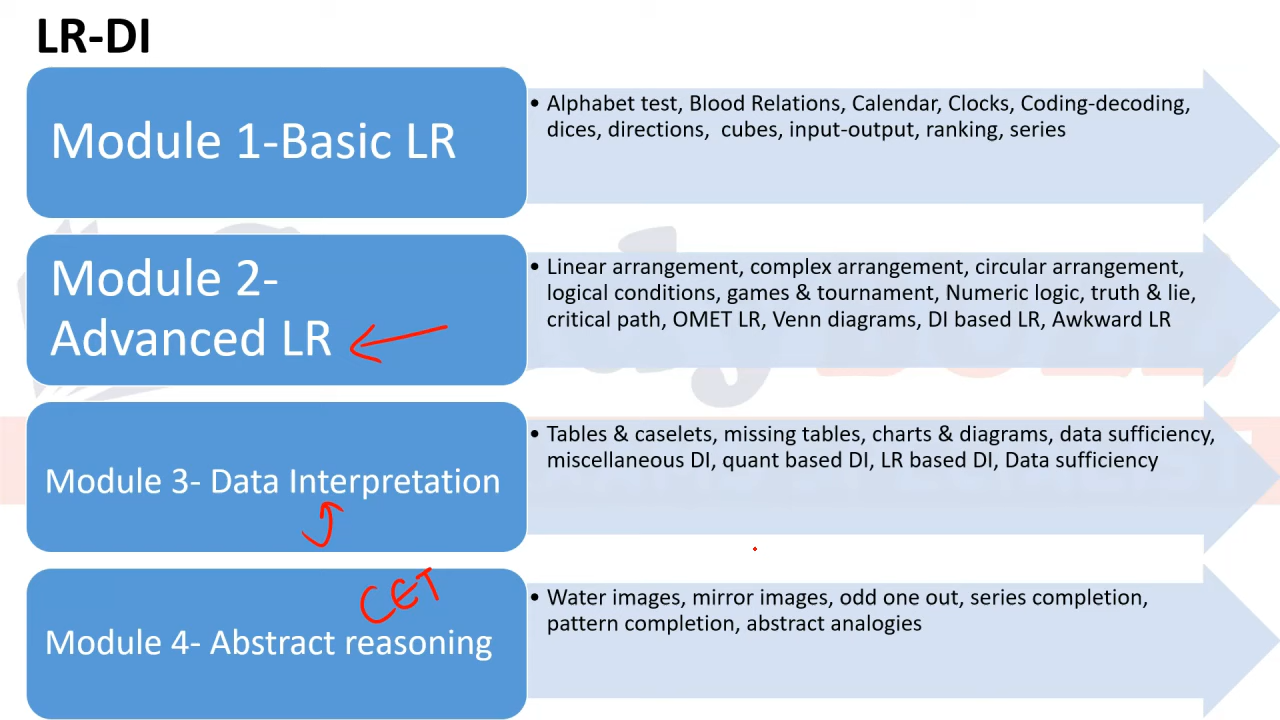 LR-DI
Module 1-Basic LR
• Alphabet test, Blood Relations, Calendar, Clocks, Coding-decoding,
dices, directions, cubes, input-output, ranking, series
Module 2-
Advanced LR
• Linear arrangement, complex arrangement, circular arrangement,
logical conditions, games & tournament, Numeric logic, truth & lie,
critical path, OMET LR, Venn diagrams, DI based LR, Awkward LR
Module 3- Data Interpretation
• Tables & caselets, missing tables, charts & diagrams, data sufficiency,
miscellaneous DI, quant based DI, LR based DI, Data sufficiency
CET
Module 4- Abstract reasoning
• Water images, mirror images, odd one out, series completion,
pattern completion, abstract analogies